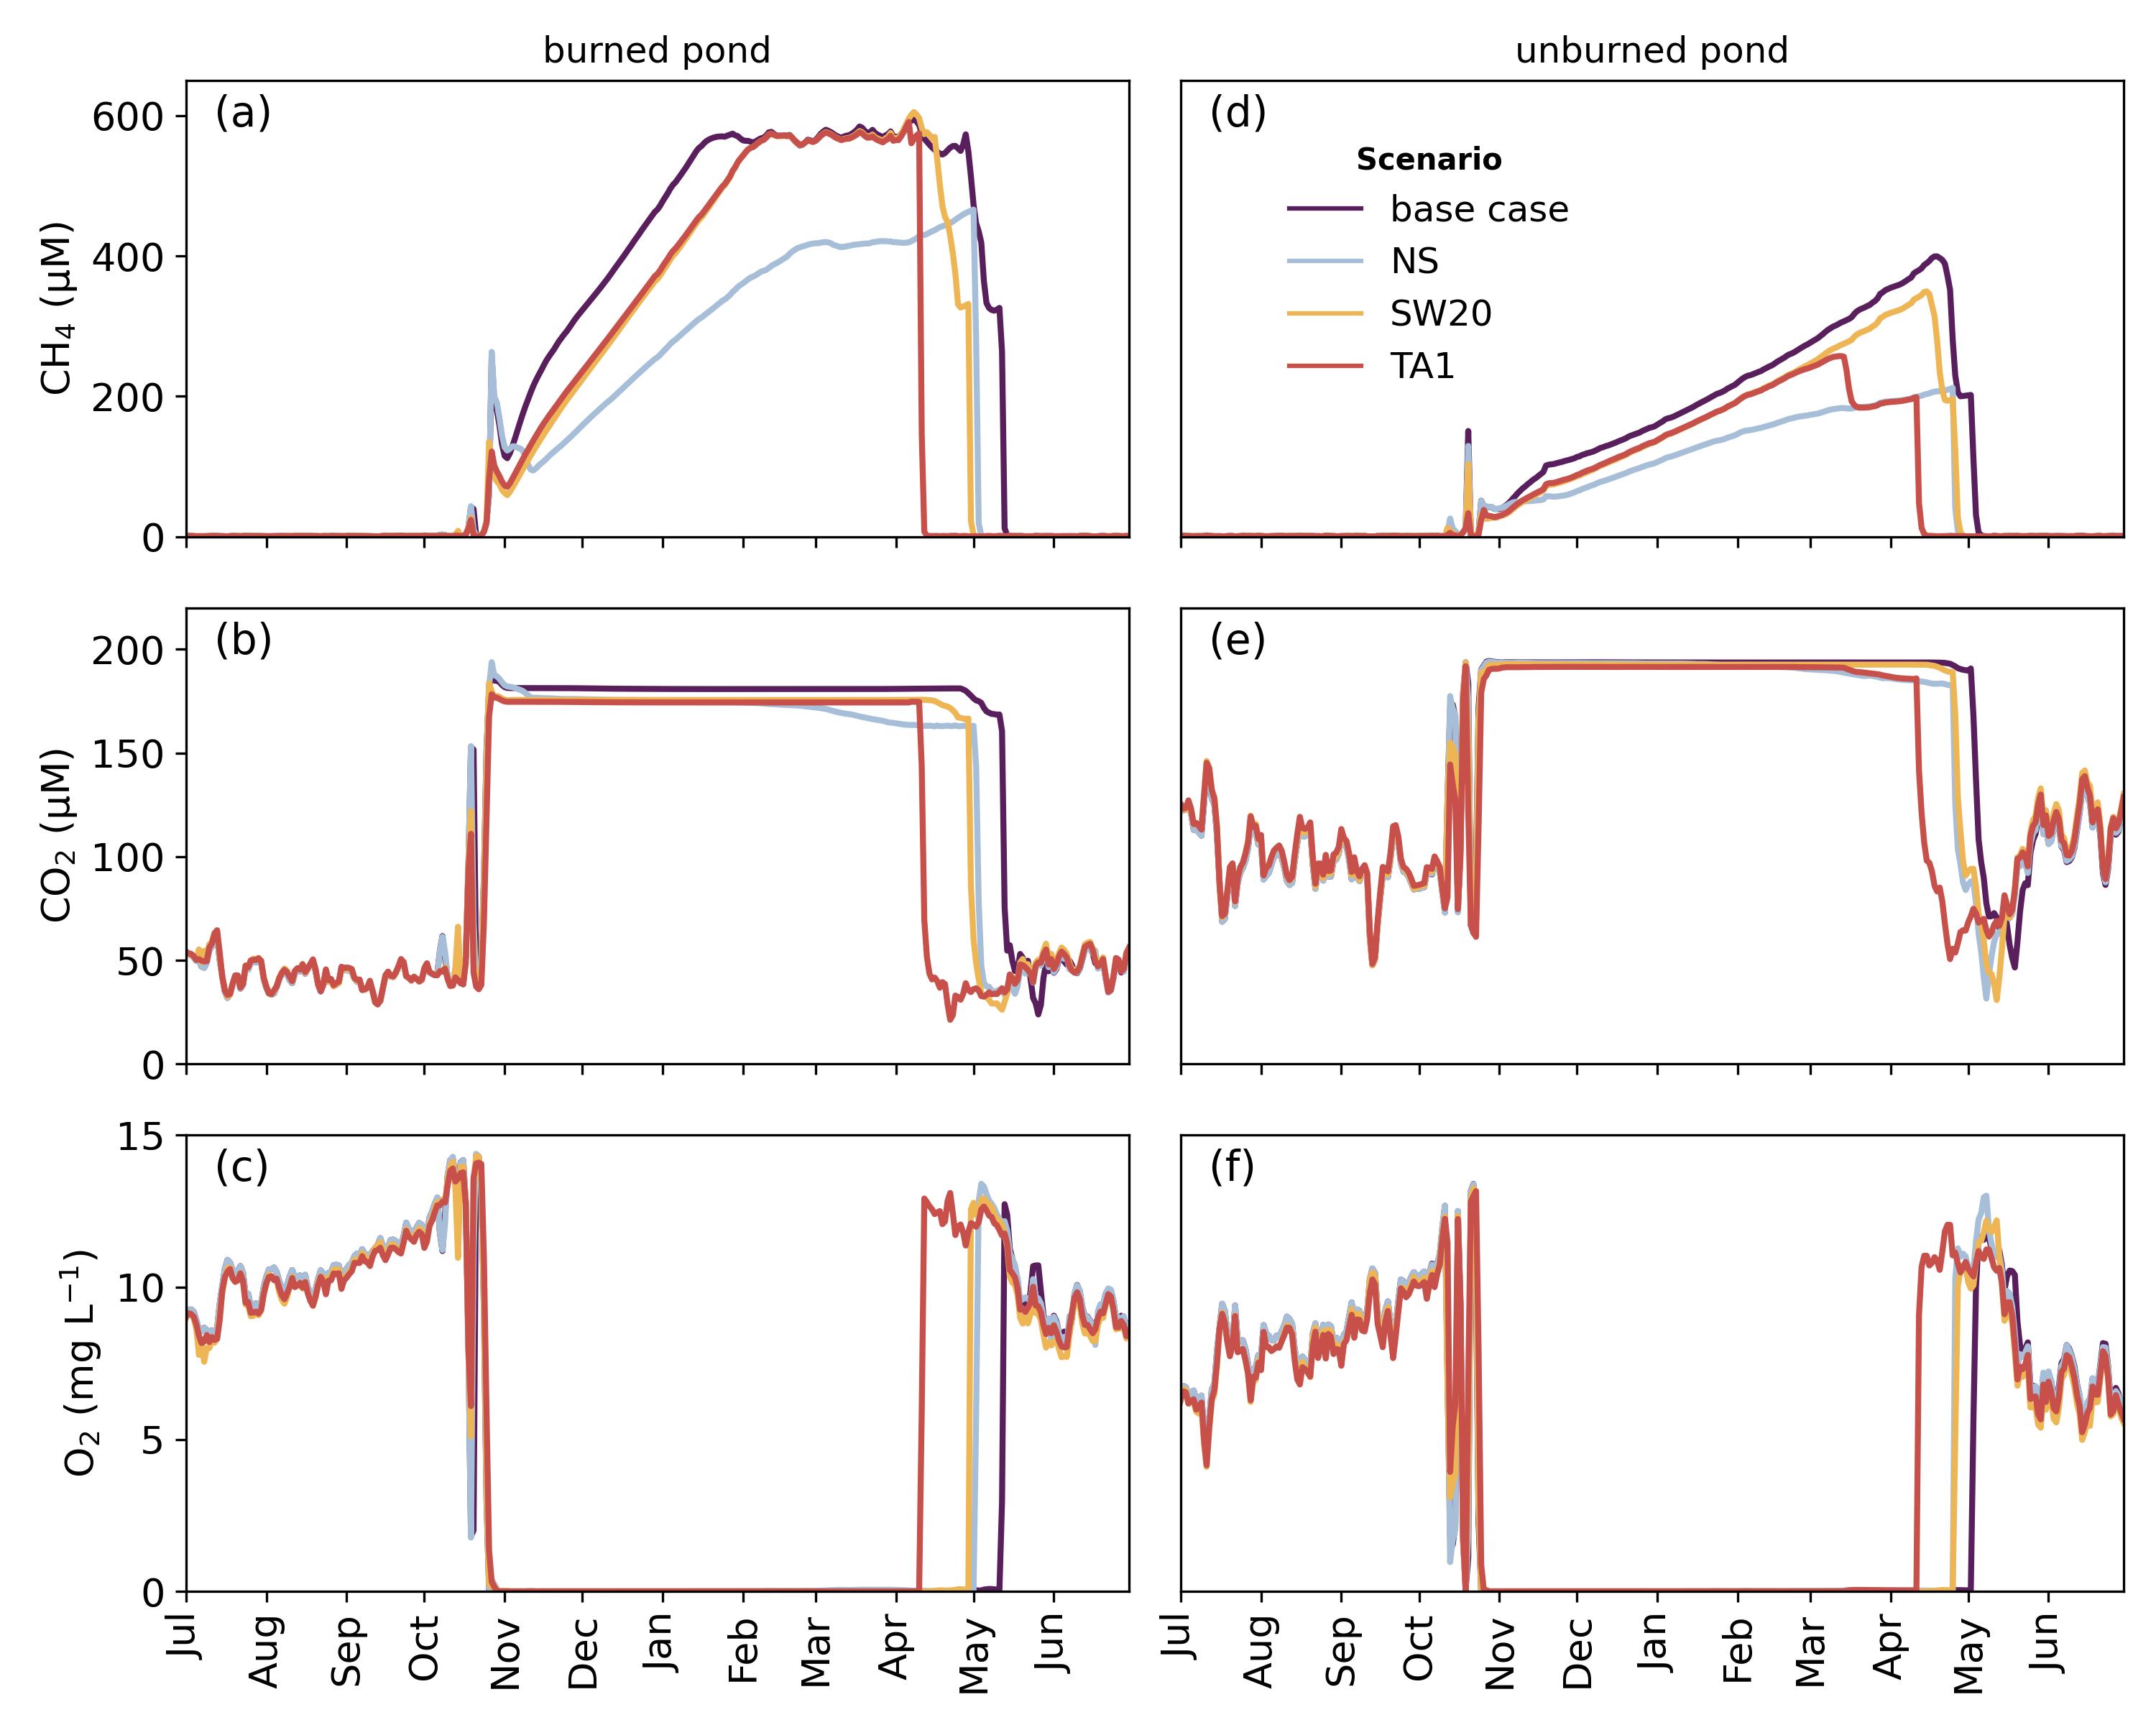 burned pond
unburned pond
(a)
CH₄ (µM)
600
400
200
0
(d)
Scenario
base case
NS
SW20
TA1
(b)
CO₂ (µM)
200
150
100
50
0
(e)
(c)
O₂ (mg L⁻¹)
15
10
5
0
Jul Aug Sep Oct Nov Dec Jan Feb Mar Apr May Jun
(f)
Jul Aug Sep Oct Nov Dec Jan Feb Mar Apr May Jun